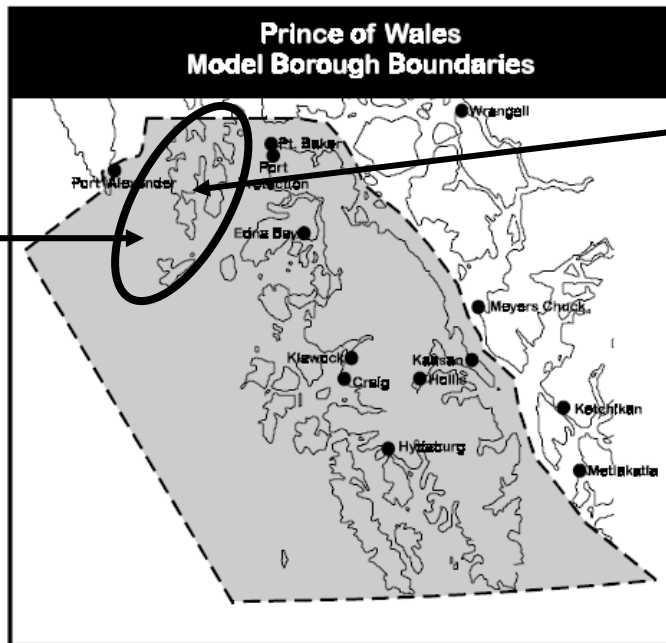 Prince of Wales
Model Borough Boundaries
Wrangell
Pt. Baker
Port
Protection
Port Alexander
Edna Bay
Meyers Chuck
Klawock
Kasaan
Craig
Hollis
Ketchikan
Hydaburg
Metlakatla